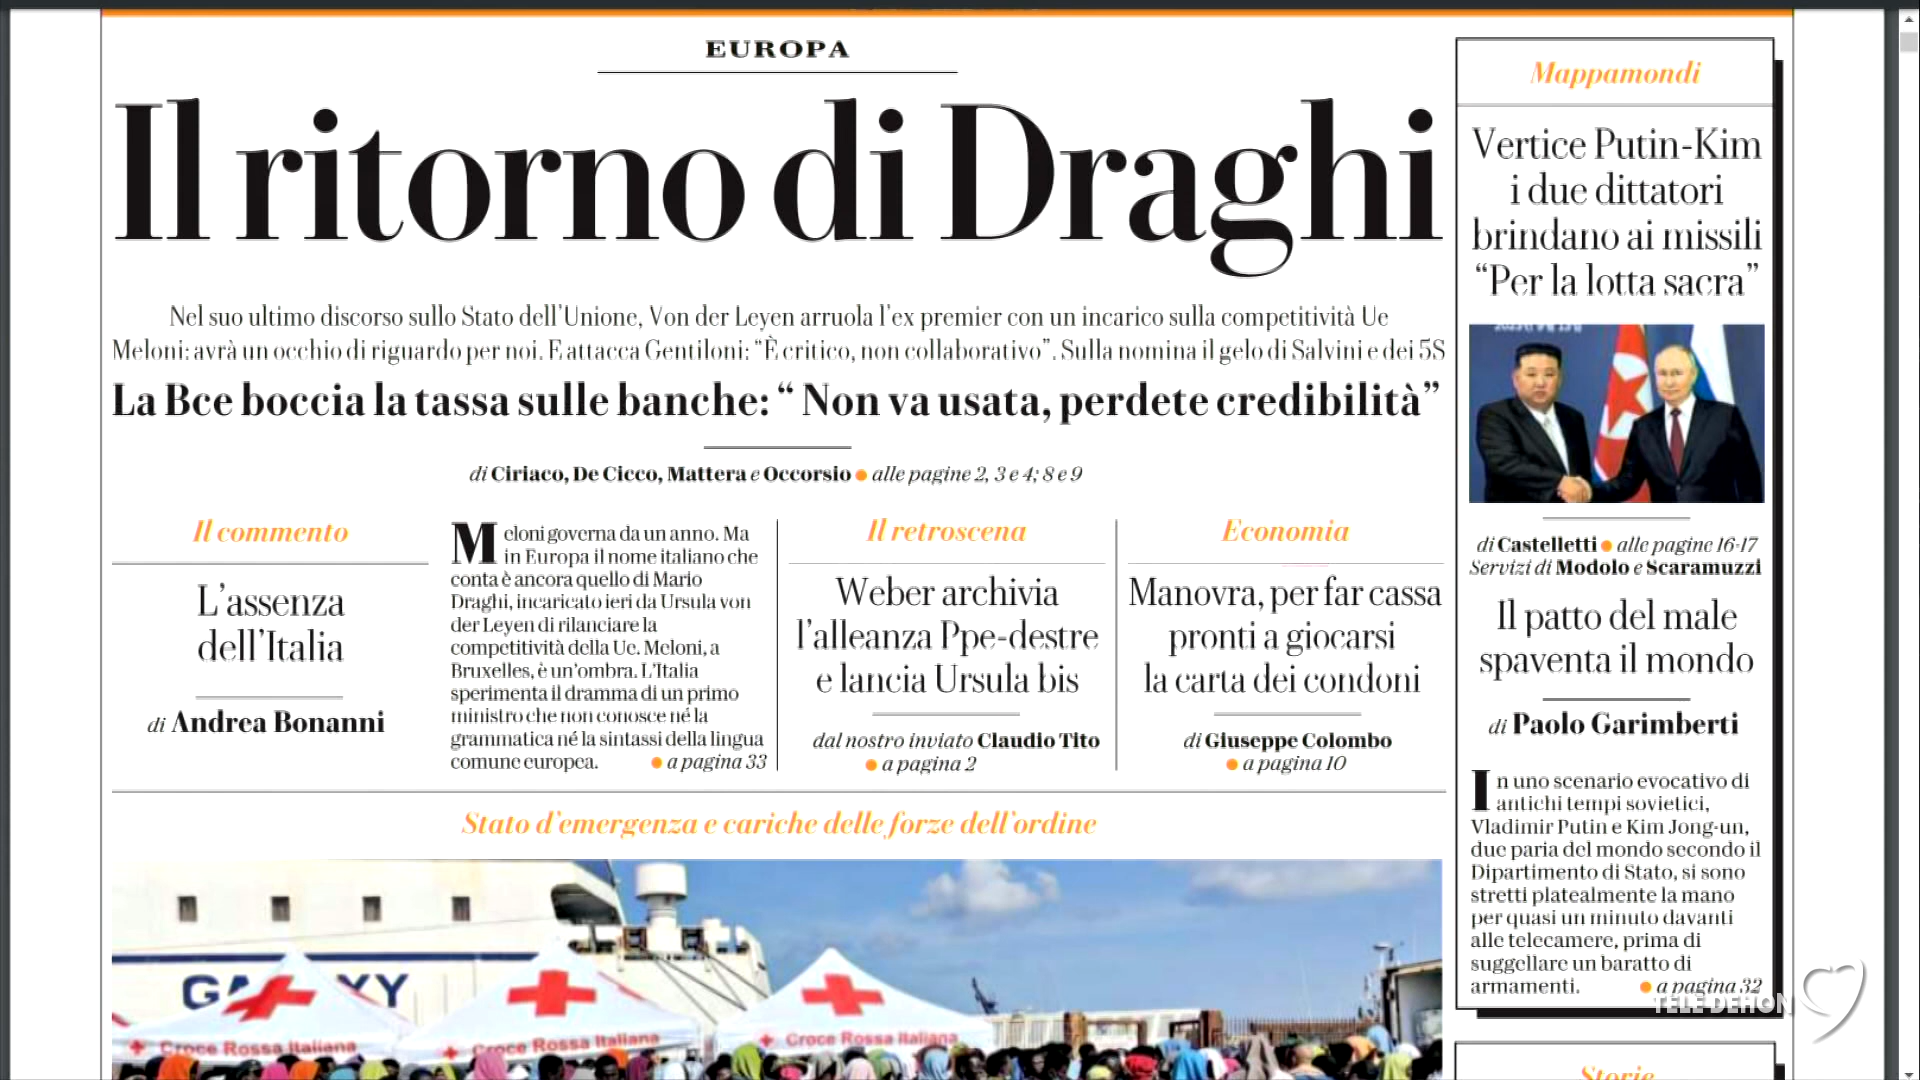 EUROPA
Il ritorno di Draghi
Nel suo ultimo discorso sullo Stato dell'Unione, Von der Leyen arruola l'ex premier con un incarico sulla competitività Ue
Meloni: avrà un occhio di riguardo per noi. E attacca Gentiloni: “È critico, non collaborativo”. Sulla nomina il gelo di Salvini e dei 5S
La Bce boccia la tassa sulle banche: “ Non va usata, perdete credibilità”
di Ciriaco, De Cicco, Mattera e Occorsio ● alle pagine 2, 3 e 4; 8 e 9
Il commento
L'assenza
dell'Italia
di Andrea Bonanni
Meloni governa da un anno. Ma
in Europa il nome italiano che
conta è ancora quello di Mario
Draghi, incaricato ieri da Ursula von
der Leyen di rilanciare la
competitività della Ue. Meloni, a
Bruxelles, è un'ombra. L'Italia
sperimenta il dramma di un primo
ministro che non conosce né la
grammatica né la sintassi della lingua
comune europea. ● a pagina 33
Il retroscena
Weber archivia
l'alleanza Ppe-destre
e lancia Ursula bis
dal nostro inviato Claudio Tito
● a pagina 2
Economia
Manovra, per far cassa
pronti a giocarsi
la carta dei condoni
di Giuseppe Colombo
● a pagina 10
Stato d'emergenza e cariche delle forze dell'ordine
GA XY
Croce Rossa Italiana
Croce Rossa Italiana
Croce Rossa Italiana
Mappamondi
Vertice Putin-Kim
i due dittatori
brindano ai missili
“Per la lotta sacra”
di Castelletti ● alle pagine 16-17
Servizi di Modolo e Scaramuzzi
Il patto del male
spaventa il mondo
di Paolo Garimberti
In uno scenario evocativo di
antichi tempi sovietici,
Vladimir Putin e Kim Jong-un,
due paria del mondo secondo il
Dipartimento di Stato, si sono
stretti platealmente la mano
per quasi un minuto davanti
alle telecamere, prima di
suggellare un baratto di
armamenti. ● a pagina 32
TELE DEHON
Storie